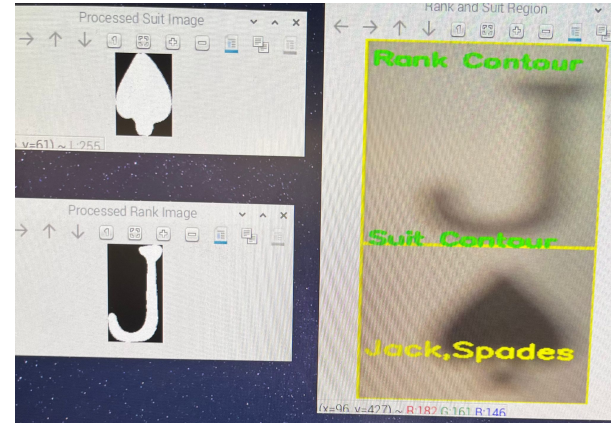 Processed Suit Image
v=61) ~ L:255
Processed Rank Image
J
Rank and Suit Region
Rank Contour
J
Suit Contour
Jack,Spades
(x=96, y=427) ~ R:182 G:161 B:146